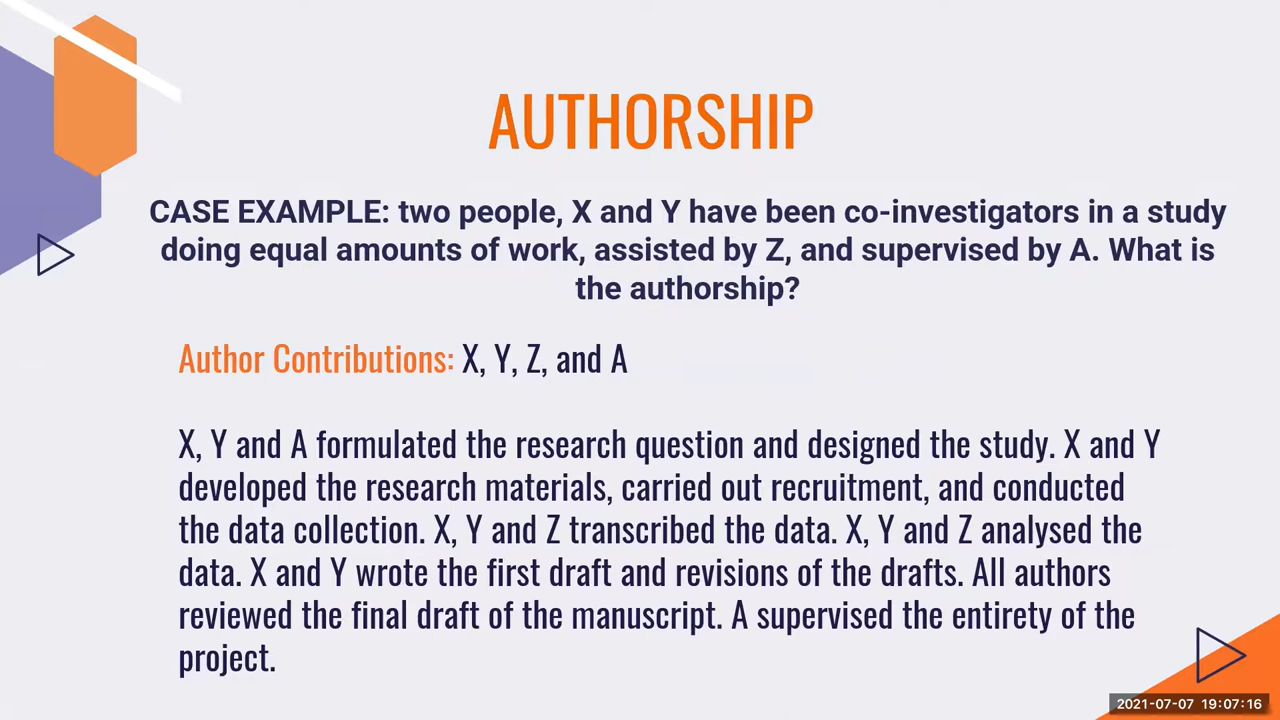 AUTHORSHIP
CASE EXAMPLE: two people, X and Y have been co-investigators in a study
doing equal amounts of work, assisted by Z, and supervised by A. What is
the authorship?
Author Contributions: X, Y, Z, and A
X, Y and A formulated the research question and designed the study. X and Y
developed the research materials, carried out recruitment, and conducted
the data collection. X, Y and Z transcribed the data. X, Y and Z analysed the
data. X and Y wrote the first draft and revisions of the drafts. All authors
reviewed the final draft of the manuscript. A supervised the entirety of the
project.
2021-07-07 19:07:16